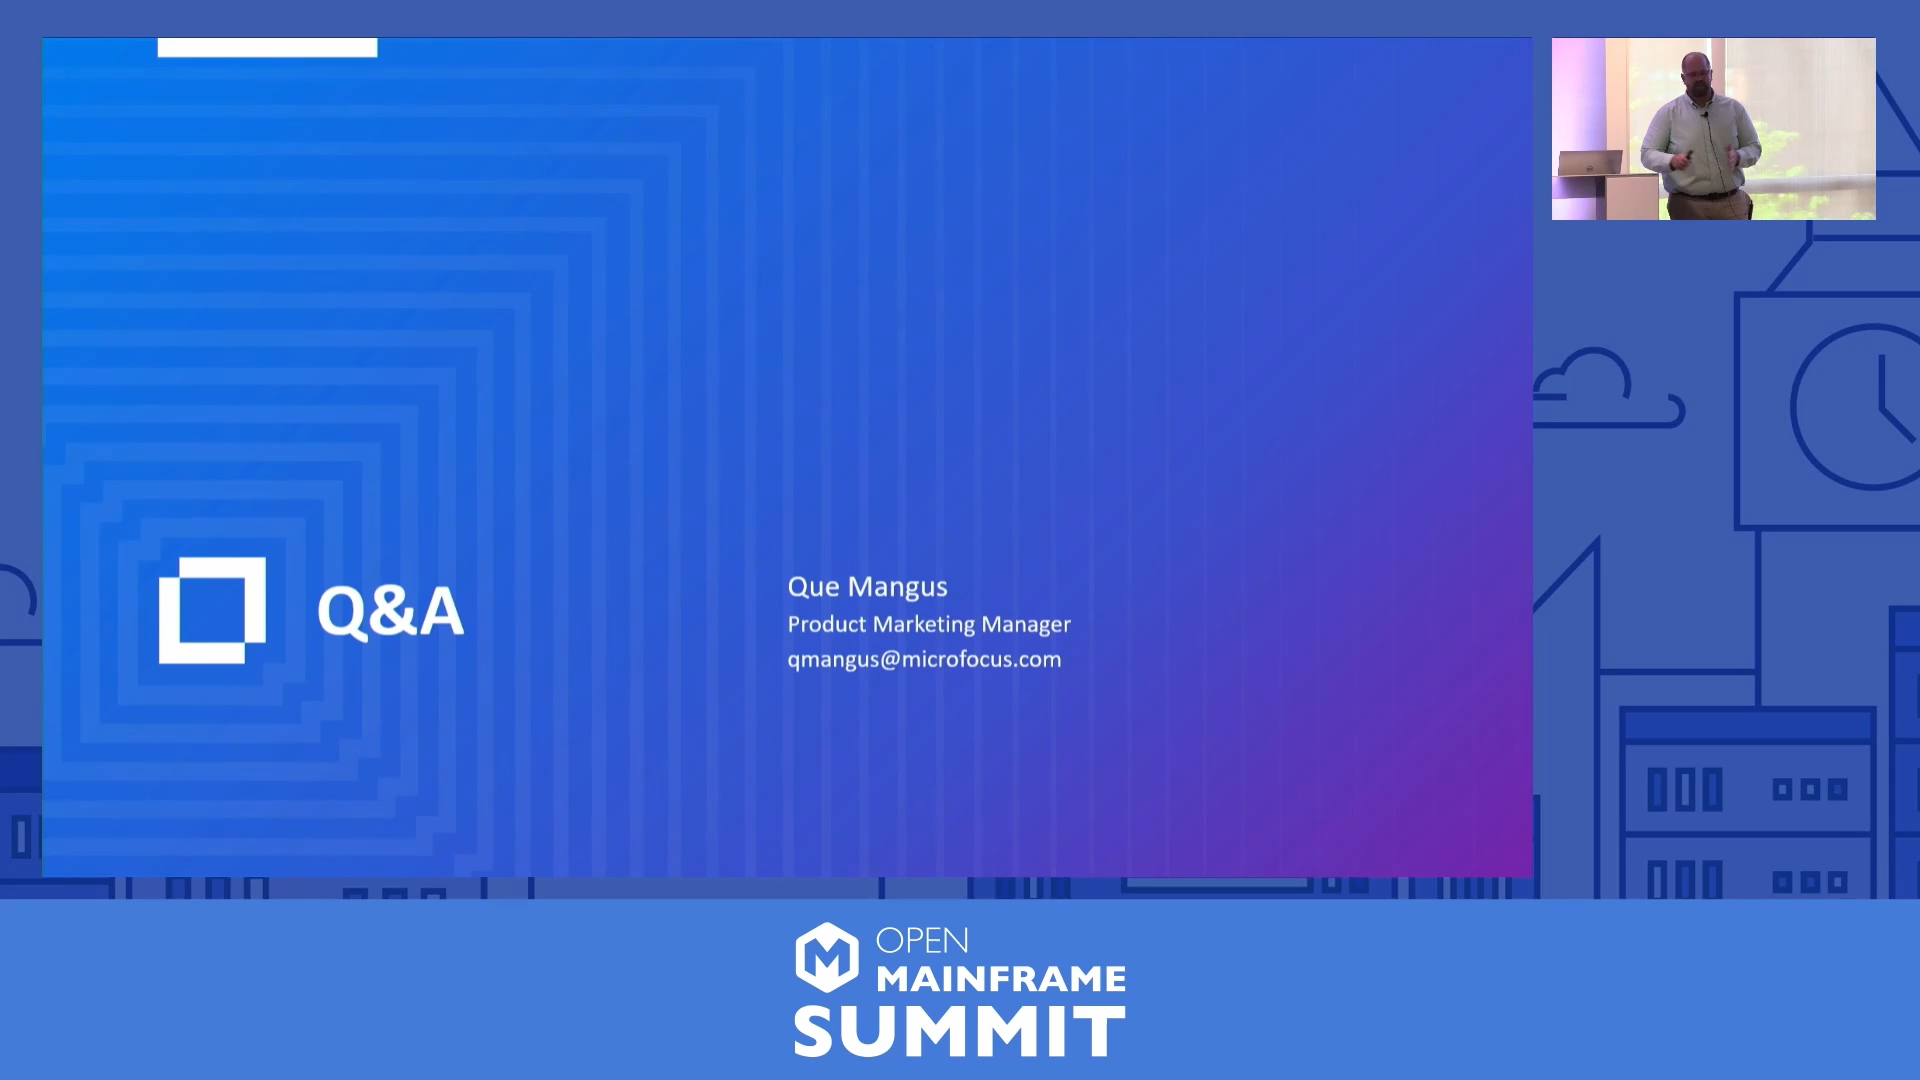 Q&A
Que Mangus
Product Marketing Manager
qmangus@microfocus.com
OPEN
MAINFRAME
SUMMIT